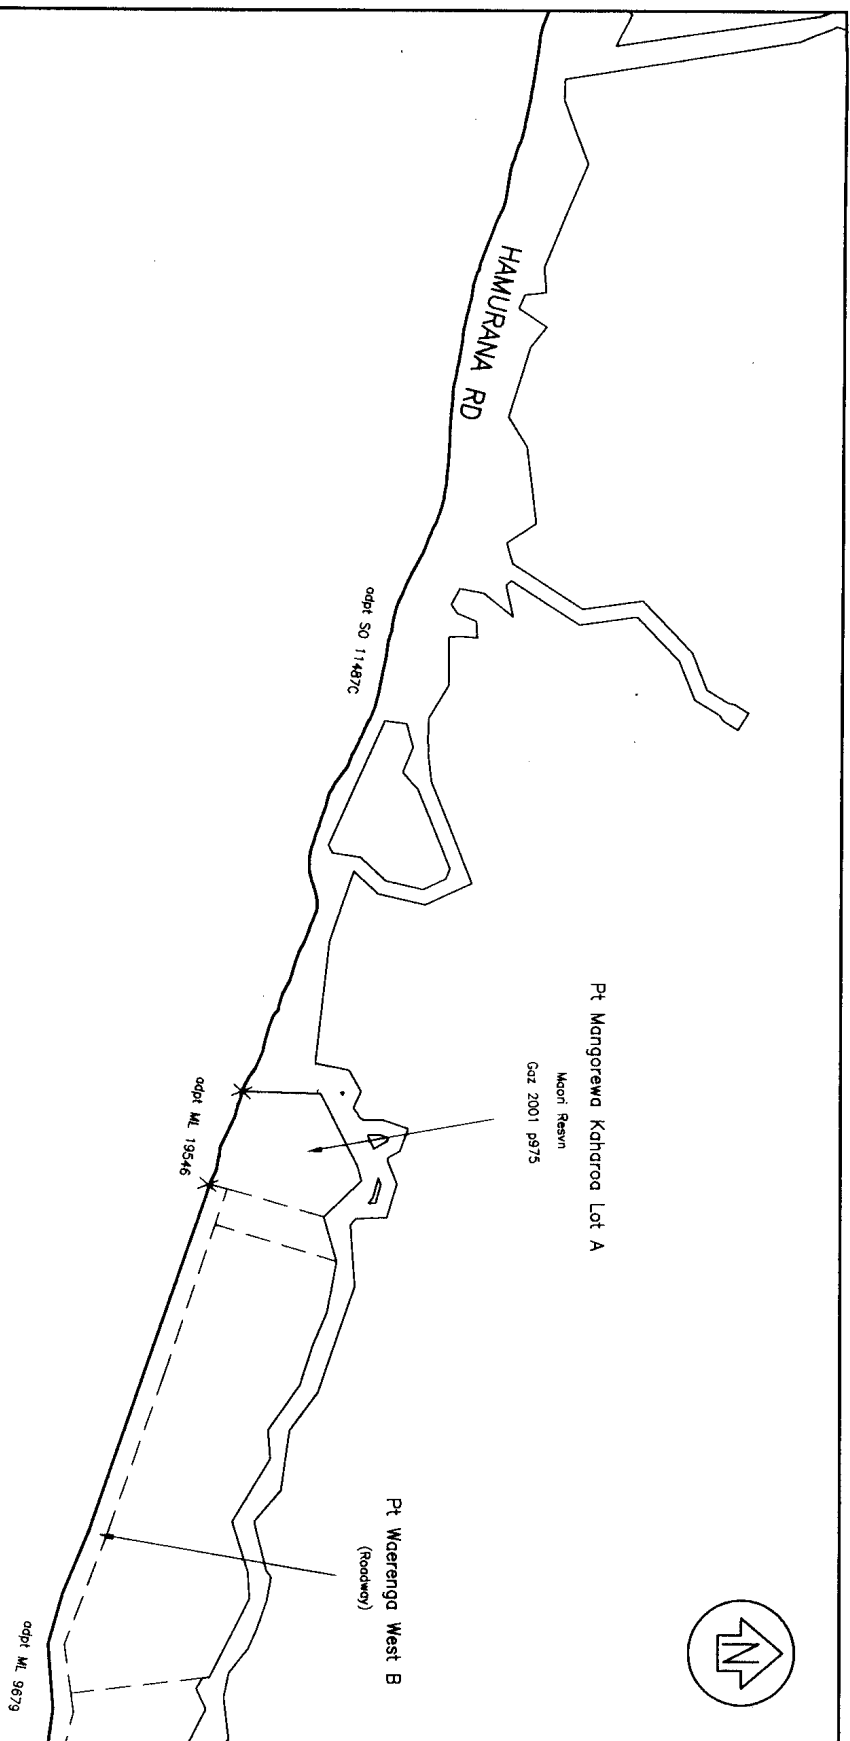 HAMURANA RD
adpt SO 11487C
Pt Mangorewa Kaharoa Lot A
Maori Resvn
Gaz 2001 p975
adpt ML 19546
Pt Waerenga West B
(Roadway)
adpt ML 9679
N